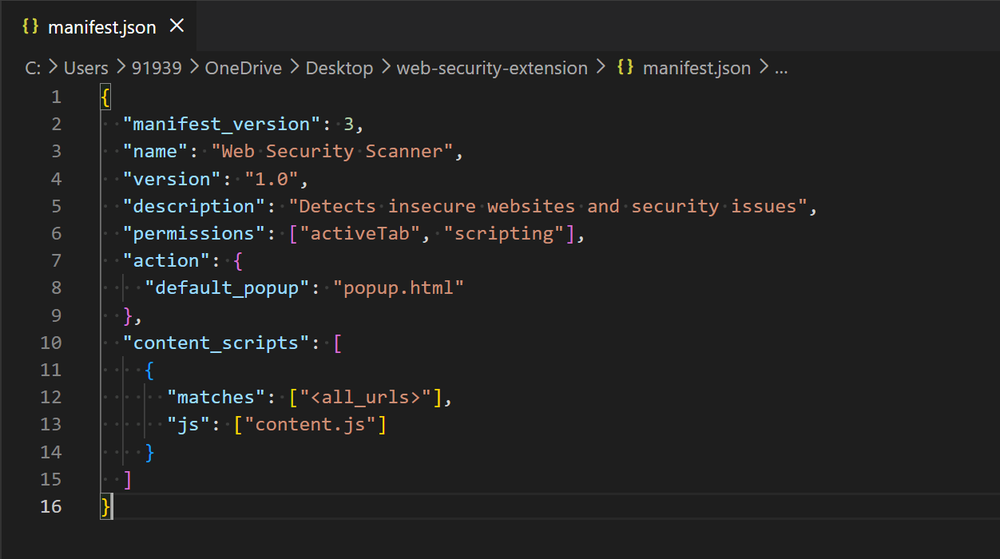 {} manifest.json ×
C: > Users > 91939 > OneDrive > Desktop > web-security-extension > {} manifest.json > ...
1 {
2   "manifest_version": 3,
3   "name": "Web Security Scanner",
4   "version": "1.0",
5   "description": "Detects insecure websites and security issues",
6   "permissions": ["activeTab", "scripting"],
7   "action": {
8     "default_popup": "popup.html"
9   },
10   "content_scripts": [
11     {
12       "matches": ["<all_urls>"],
13       "js": ["content.js"]
14     }
15   ]
16 }